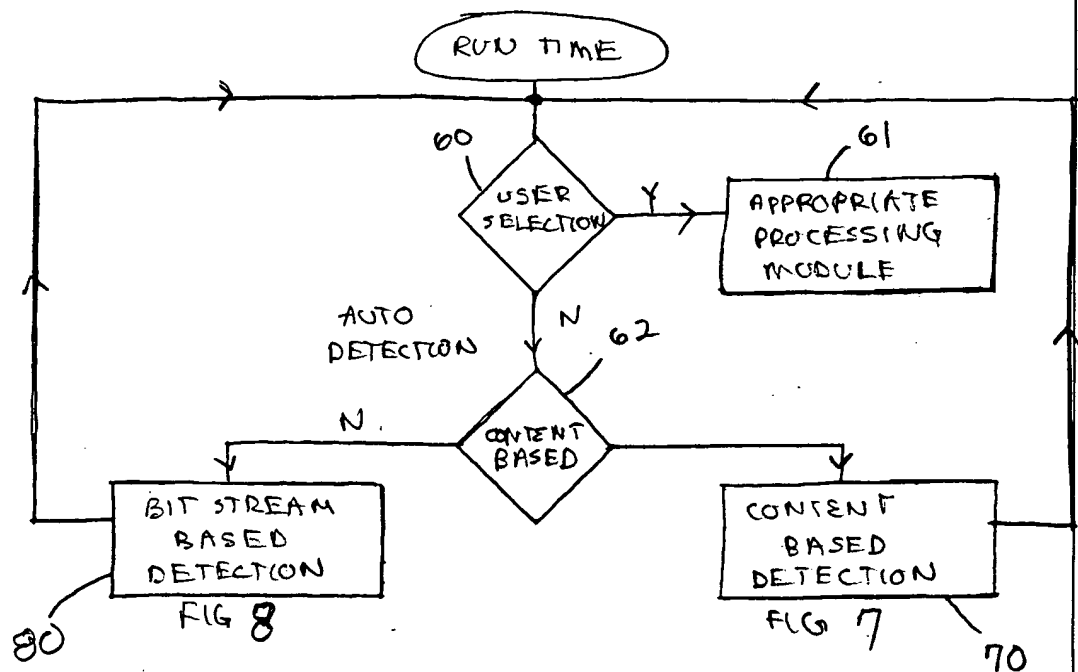 RUN TIME
60
USER
SELECTION
Y
61
APPROPRIATE
PROCESSING
MODULE
AUTO
DETECTION
N
62
CONTENT
BASED
N.
BIT STREAM
BASED
DETECTION
FIG 8
80
CONTENT
BASED
DETECTION
FIG 7
70